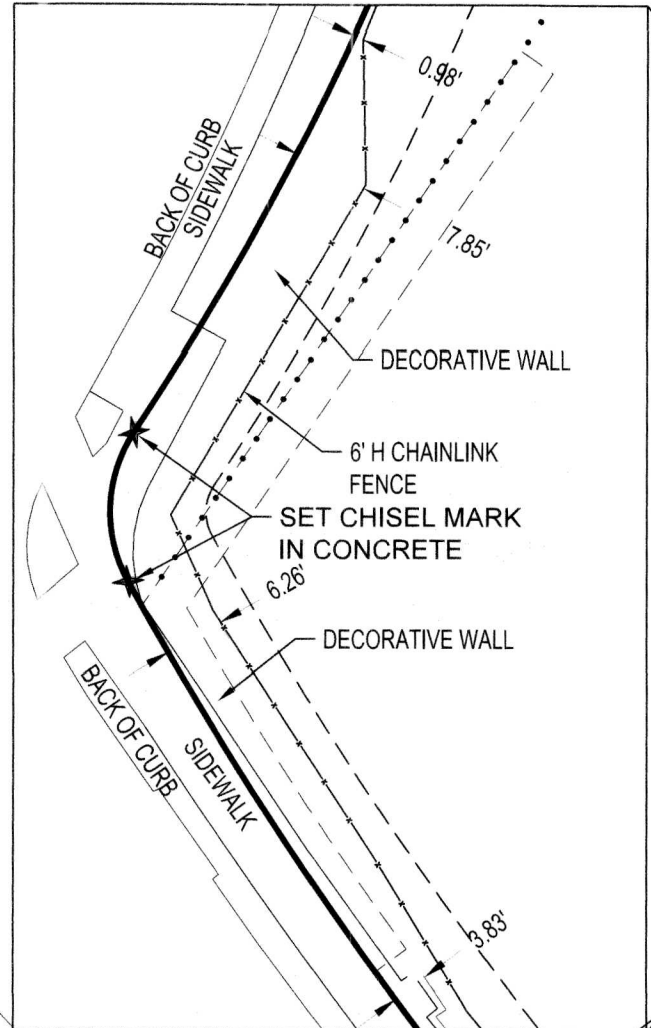 0.98'
BACK OF CURB
SIDEWALK
7.85'
DECORATIVE WALL
6' H CHAINLINK
FENCE
SET CHISEL MARK
IN CONCRETE
6.26'
DECORATIVE WALL
BACK OF CURB
SIDEWALK
3.83'